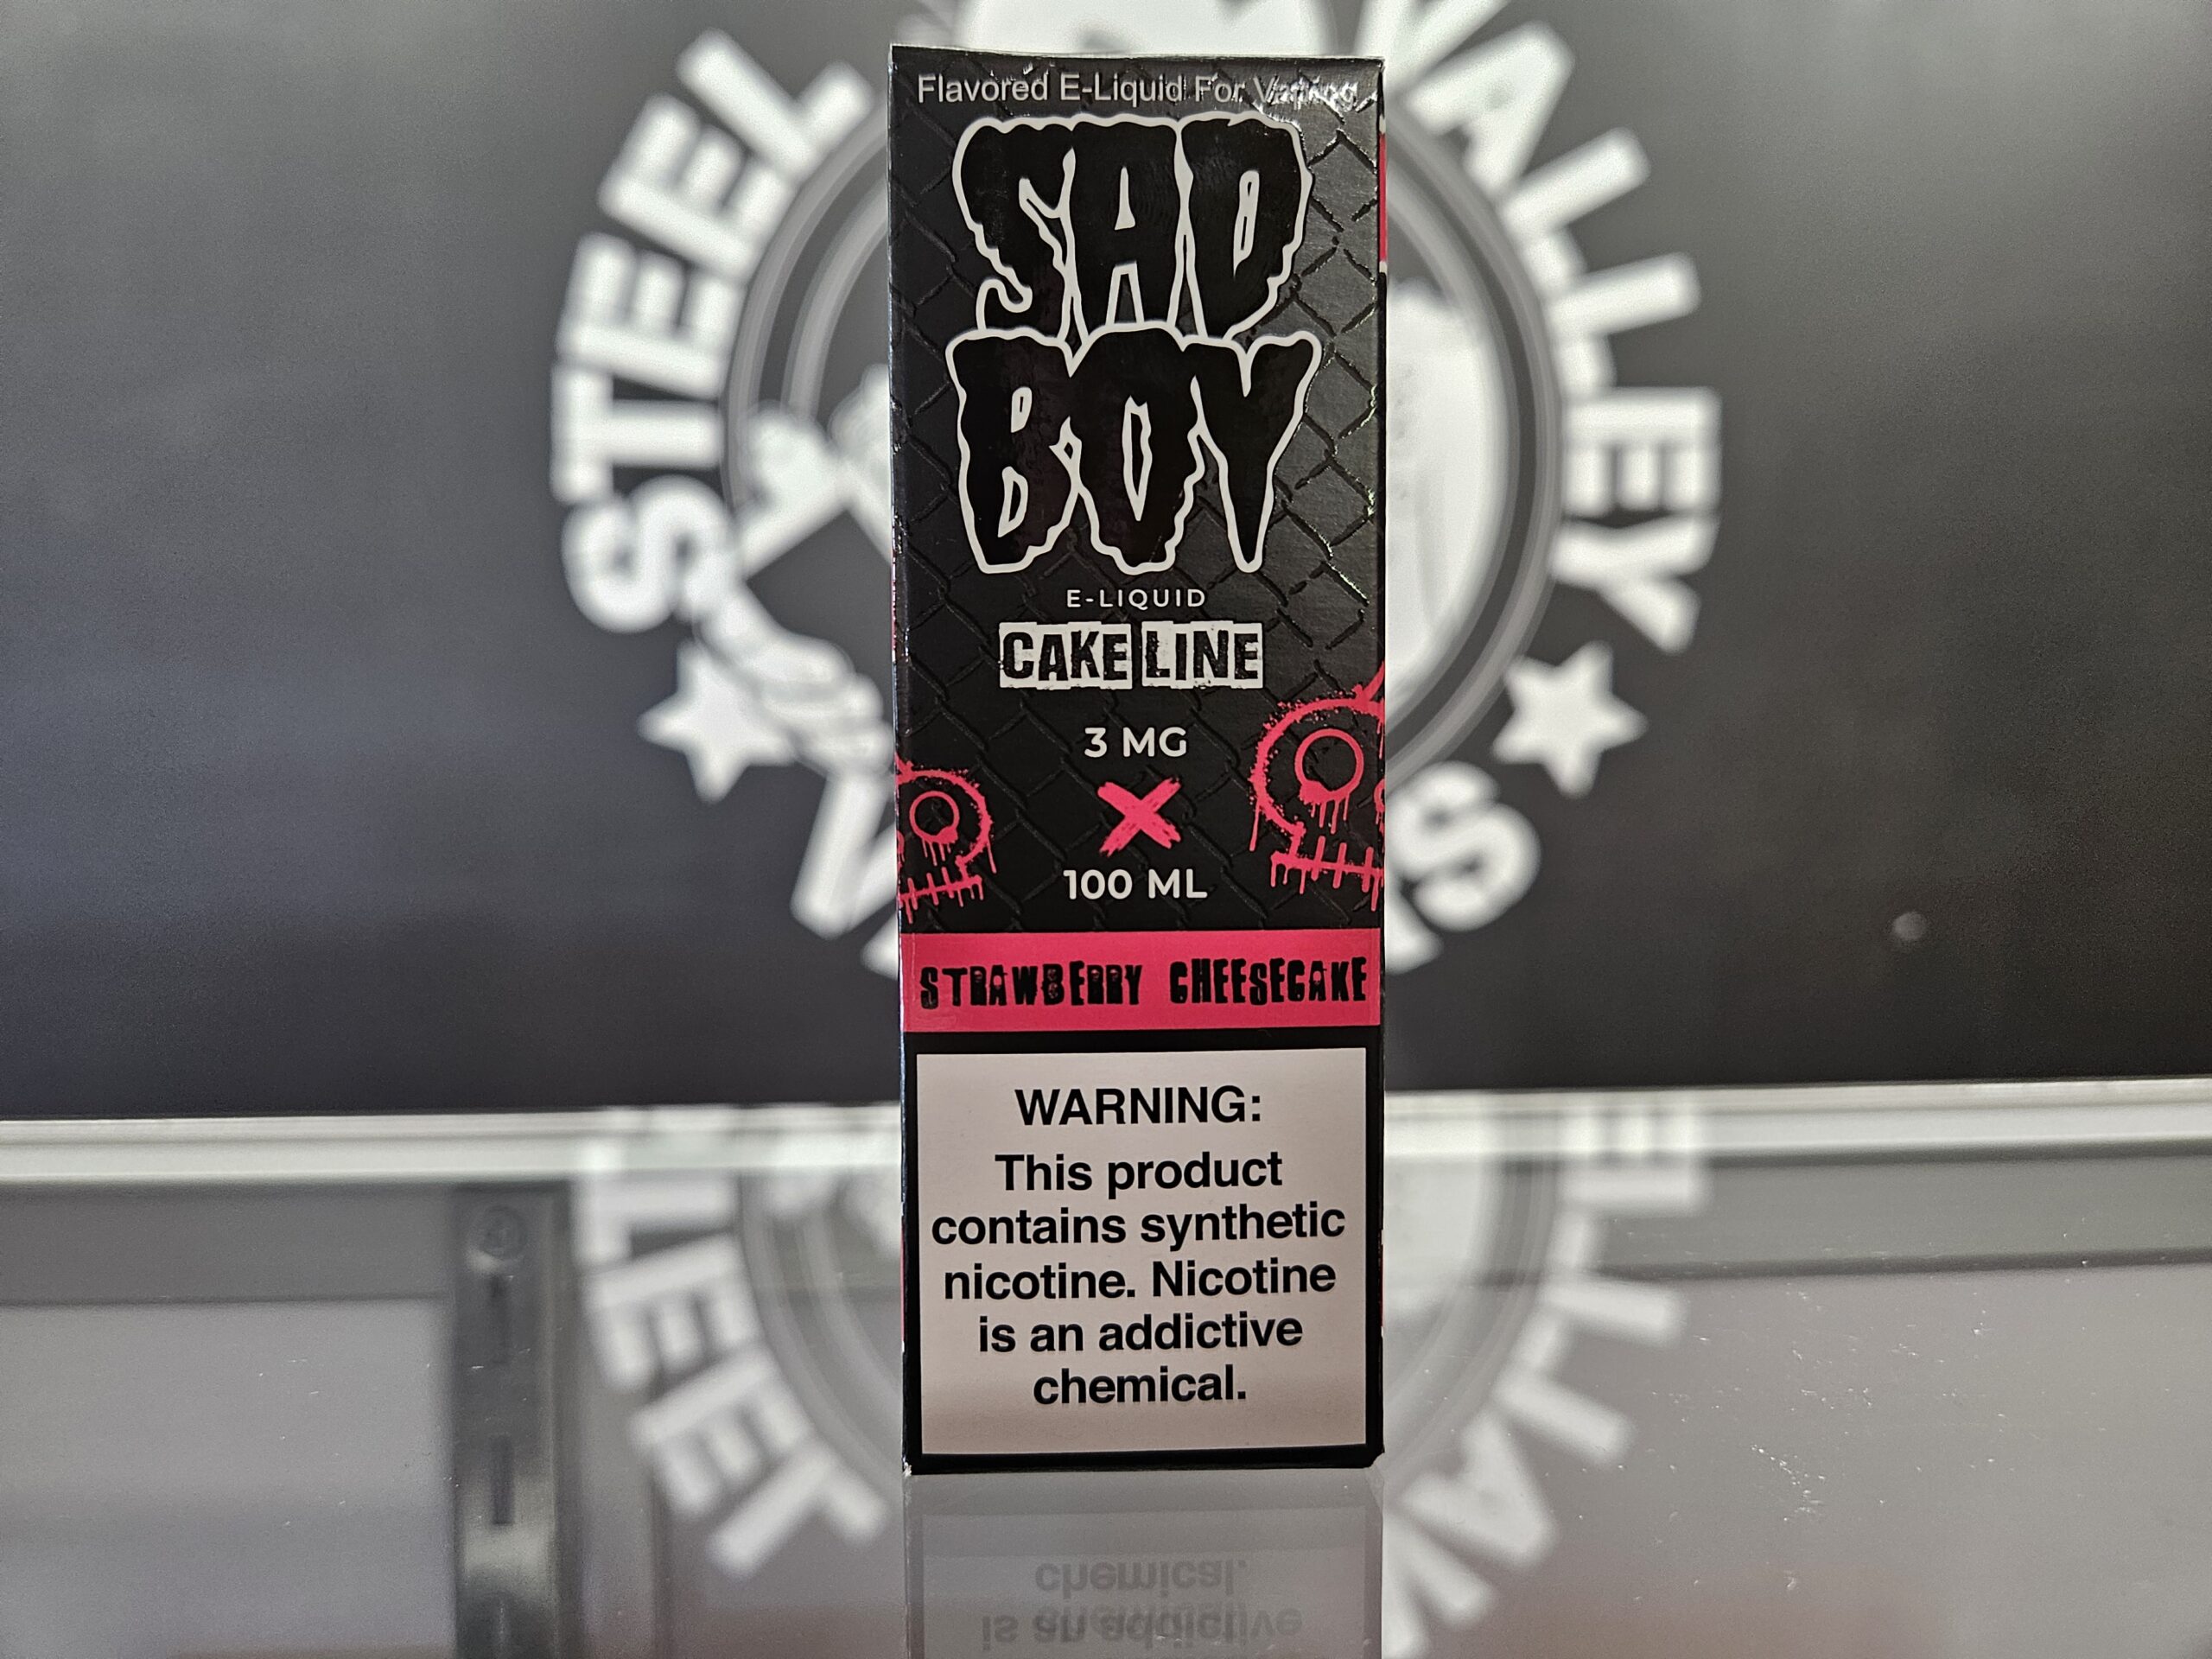 Flavored E-Liquid For Vaping
SAD
BOY
E-LIQUID
CAKE LINE
3 MG
X
100 ML
STRAWBERRY CHEESECAKE
WARNING:
This product
contains synthetic
nicotine. Nicotine
is an addictive
chemical.
STEEL VALLEY